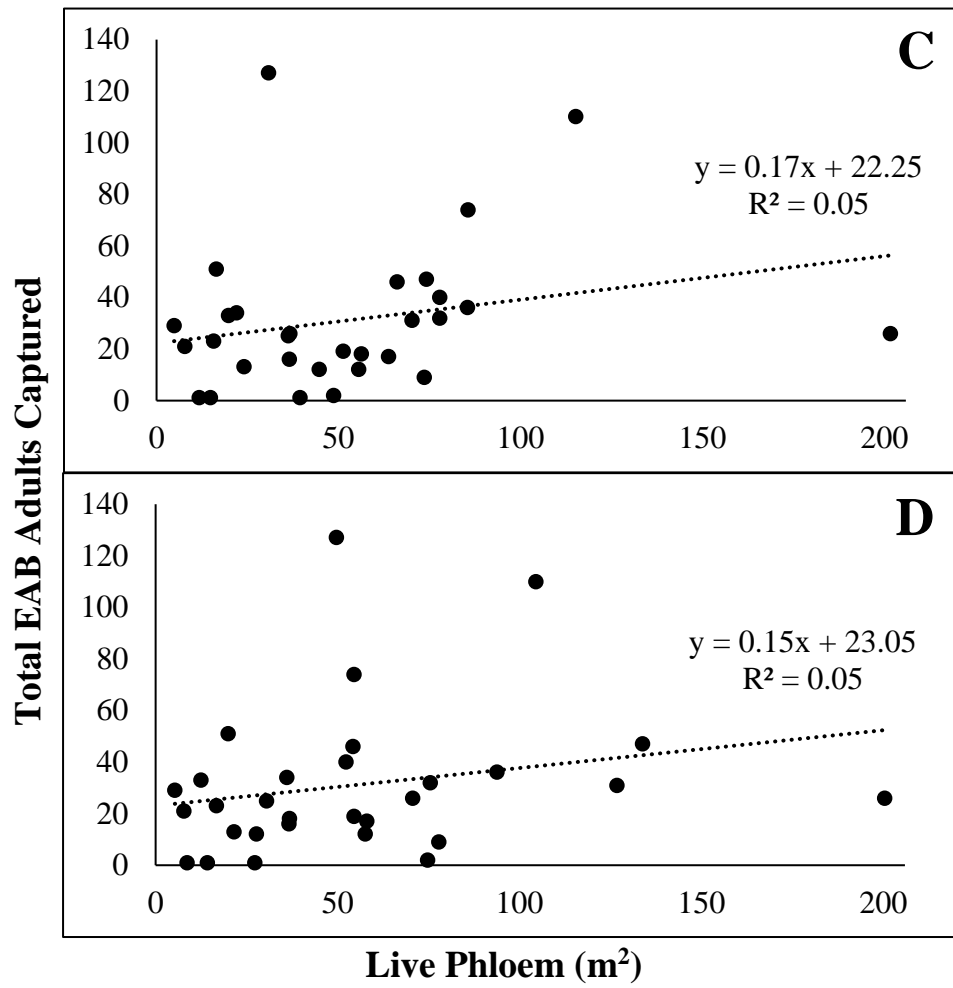 Total EAB Adults Captured
C
140
120
100
80
60
40
20
0
y = 0.17x + 22.25
R² = 0.05
0 50 100 150 200
D
140
120
100
80
60
40
20
0
y = 0.15x + 23.05
R² = 0.05
0 50 100 150 200
Live Phloem (m²)